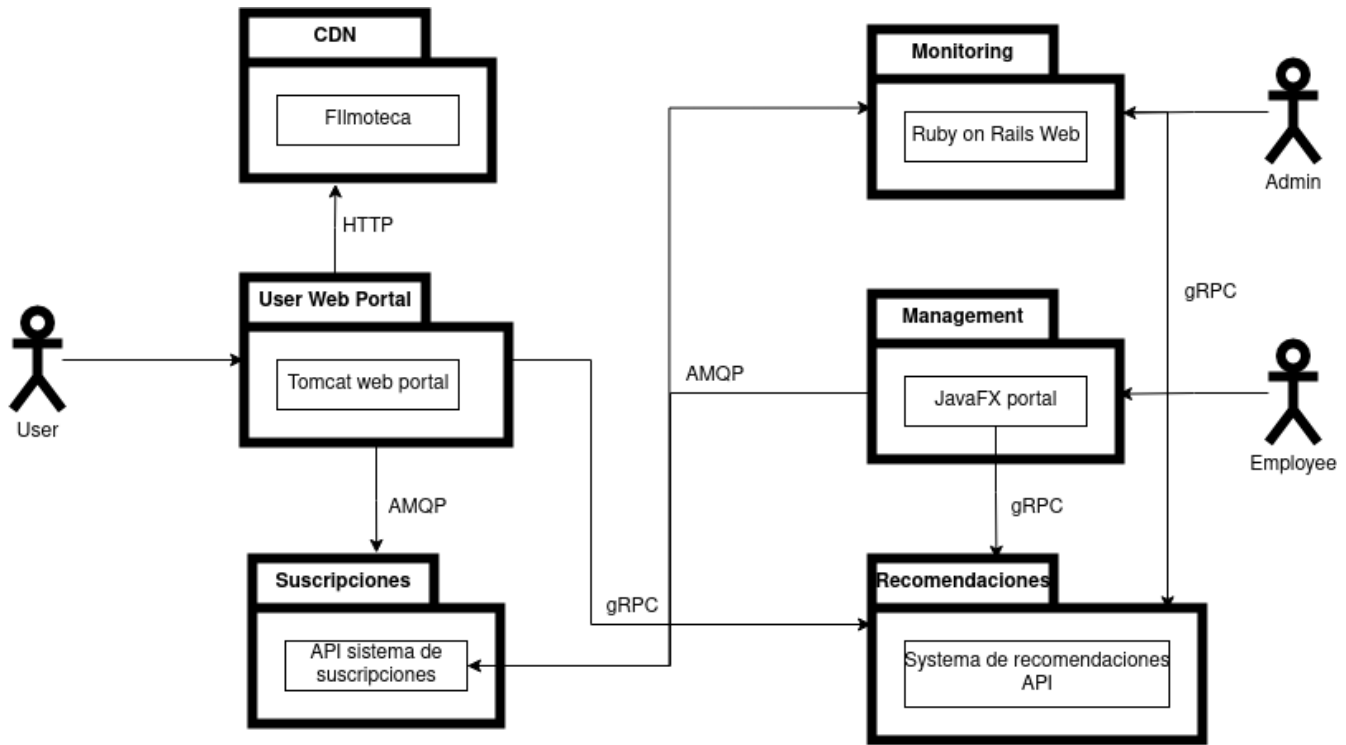 CDN
FIlmoteca
HTTP
User Web Portal
Tomcat web portal
User
AMQP
Suscripciones
API sistema de
suscripciones
gRPC
AMQP
Monitoring
Ruby on Rails Web
Admin
gRPC
Management
JavaFX portal
Employee
gRPC
Recomendaciones
Systema de recomendaciones
API